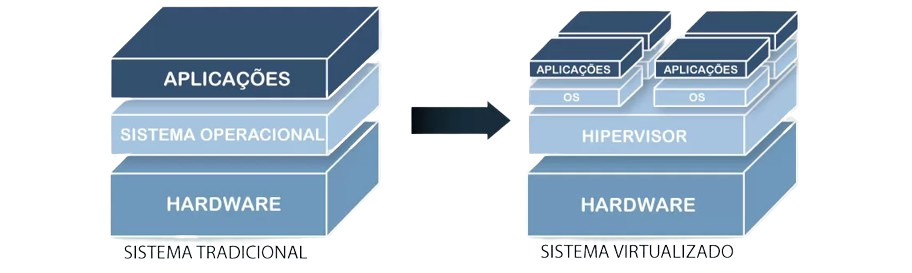 APLICAÇÕES
SISTEMA OPERACIONAL
HARDWARE
SISTEMA TRADICIONAL
APLICAÇÕES
APLICAÇÕES
OS
OS
HIPERVISOR
HARDWARE
SISTEMA VIRTUALIZADO